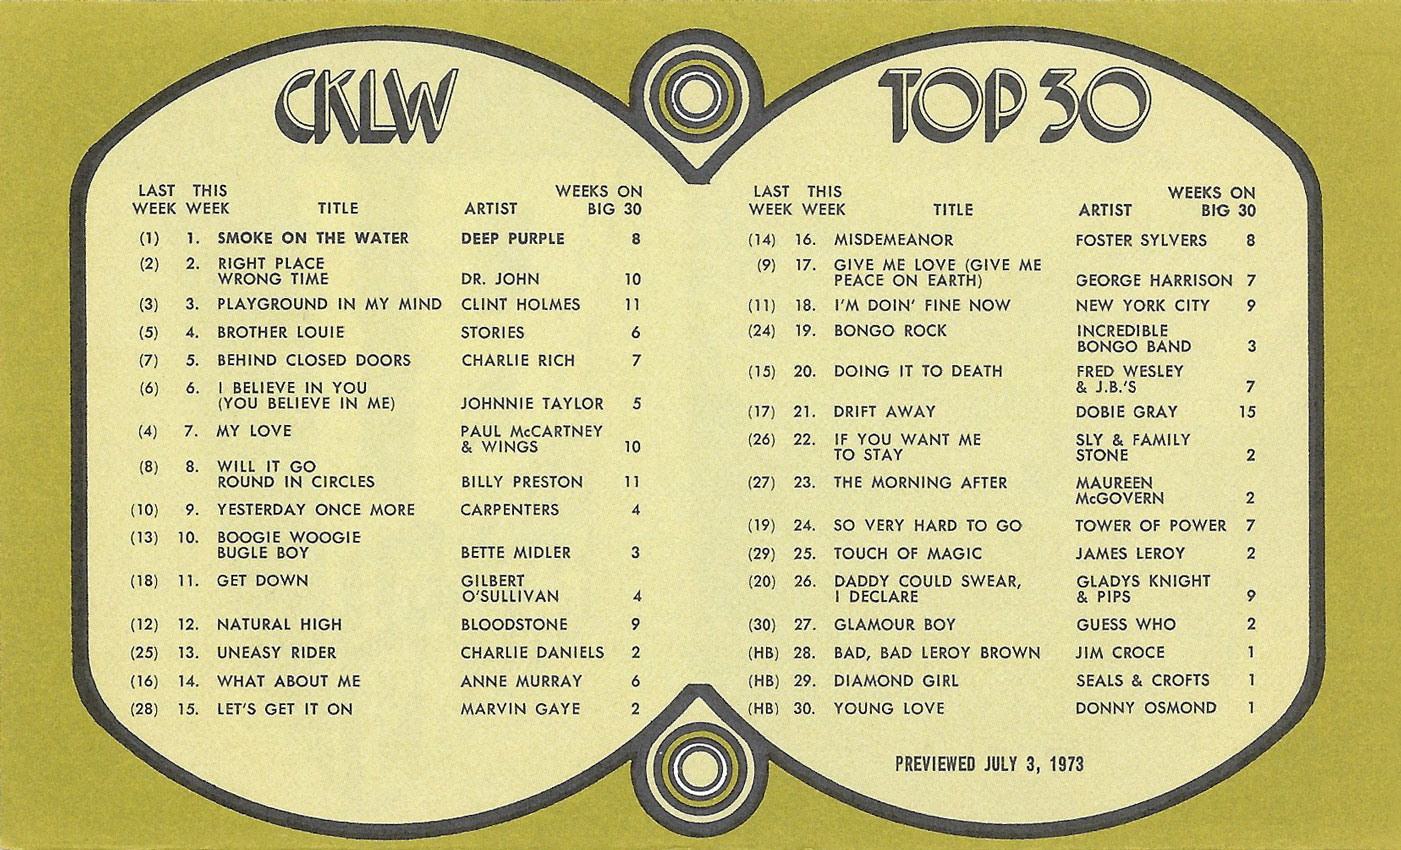 CKLW
LAST THIS WEEKS ON
WEEK WEEK TITLE ARTIST BIG 30
(1) 1. SMOKE ON THE WATER DEEP PURPLE 8
(2) 2. RIGHT PLACE
WRONG TIME DR. JOHN 10
(3) 3. PLAYGROUND IN MY MIND CLINT HOLMES 11
(5) 4. BROTHER LOUIE STORIES 6
(7) 5. BEHIND CLOSED DOORS CHARLIE RICH 7
(6) 6. I BELIEVE IN YOU
(YOU BELIEVE IN ME) JOHNNIE TAYLOR 5
(4) 7. MY LOVE PAUL McCARTNEY
& WINGS 10
(8) 8. WILL IT GO
ROUND IN CIRCLES BILLY PRESTON 11
(10) 9. YESTERDAY ONCE MORE CARPENTERS 4
(13) 10. BOOGIE WOOGIE
BUGLE BOY BETTE MIDLER 3
(18) 11. GET DOWN GILBERT
O'SULLIVAN 4
(12) 12. NATURAL HIGH BLOODSTONE 9
(25) 13. UNEASY RIDER CHARLIE DANIELS 2
(16) 14. WHAT ABOUT ME ANNE MURRAY 6
(28) 15. LET'S GET IT ON MARVIN GAYE 2
TOP 30
LAST THIS WEEKS ON
WEEK WEEK TITLE ARTIST BIG 30
(14) 16. MISDEMEANOR FOSTER SYLVERS 8
(9) 17. GIVE ME LOVE (GIVE ME
PEACE ON EARTH) GEORGE HARRISON 7
(11) 18. I'M DOIN' FINE NOW NEW YORK CITY 9
(24) 19. BONGO ROCK INCREDIBLE
BONGO BAND 3
(15) 20. DOING IT TO DEATH FRED WESLEY
& J.B.'S 7
(17) 21. DRIFT AWAY DOBIE GRAY 15
(26) 22. IF YOU WANT ME SLY & FAMILY
TO STAY STONE 2
(27) 23. THE MORNING AFTER MAUREEN
McGOVERN 2
(19) 24. SO VERY HARD TO GO TOWER OF POWER 7
(29) 25. TOUCH OF MAGIC JAMES LEROY 2
(20) 26. DADDY COULD SWEAR, GLADYS KNIGHT
I DECLARE & PIPS 9
(30) 27. GLAMOUR BOY GUESS WHO 2
(HB) 28. BAD, BAD LEROY BROWN JIM CROCE 1
(HB) 29. DIAMOND GIRL SEALS & CROFTS 1
(HB) 30. YOUNG LOVE DONNY OSMOND 1
PREVIEWED JULY 3, 1973